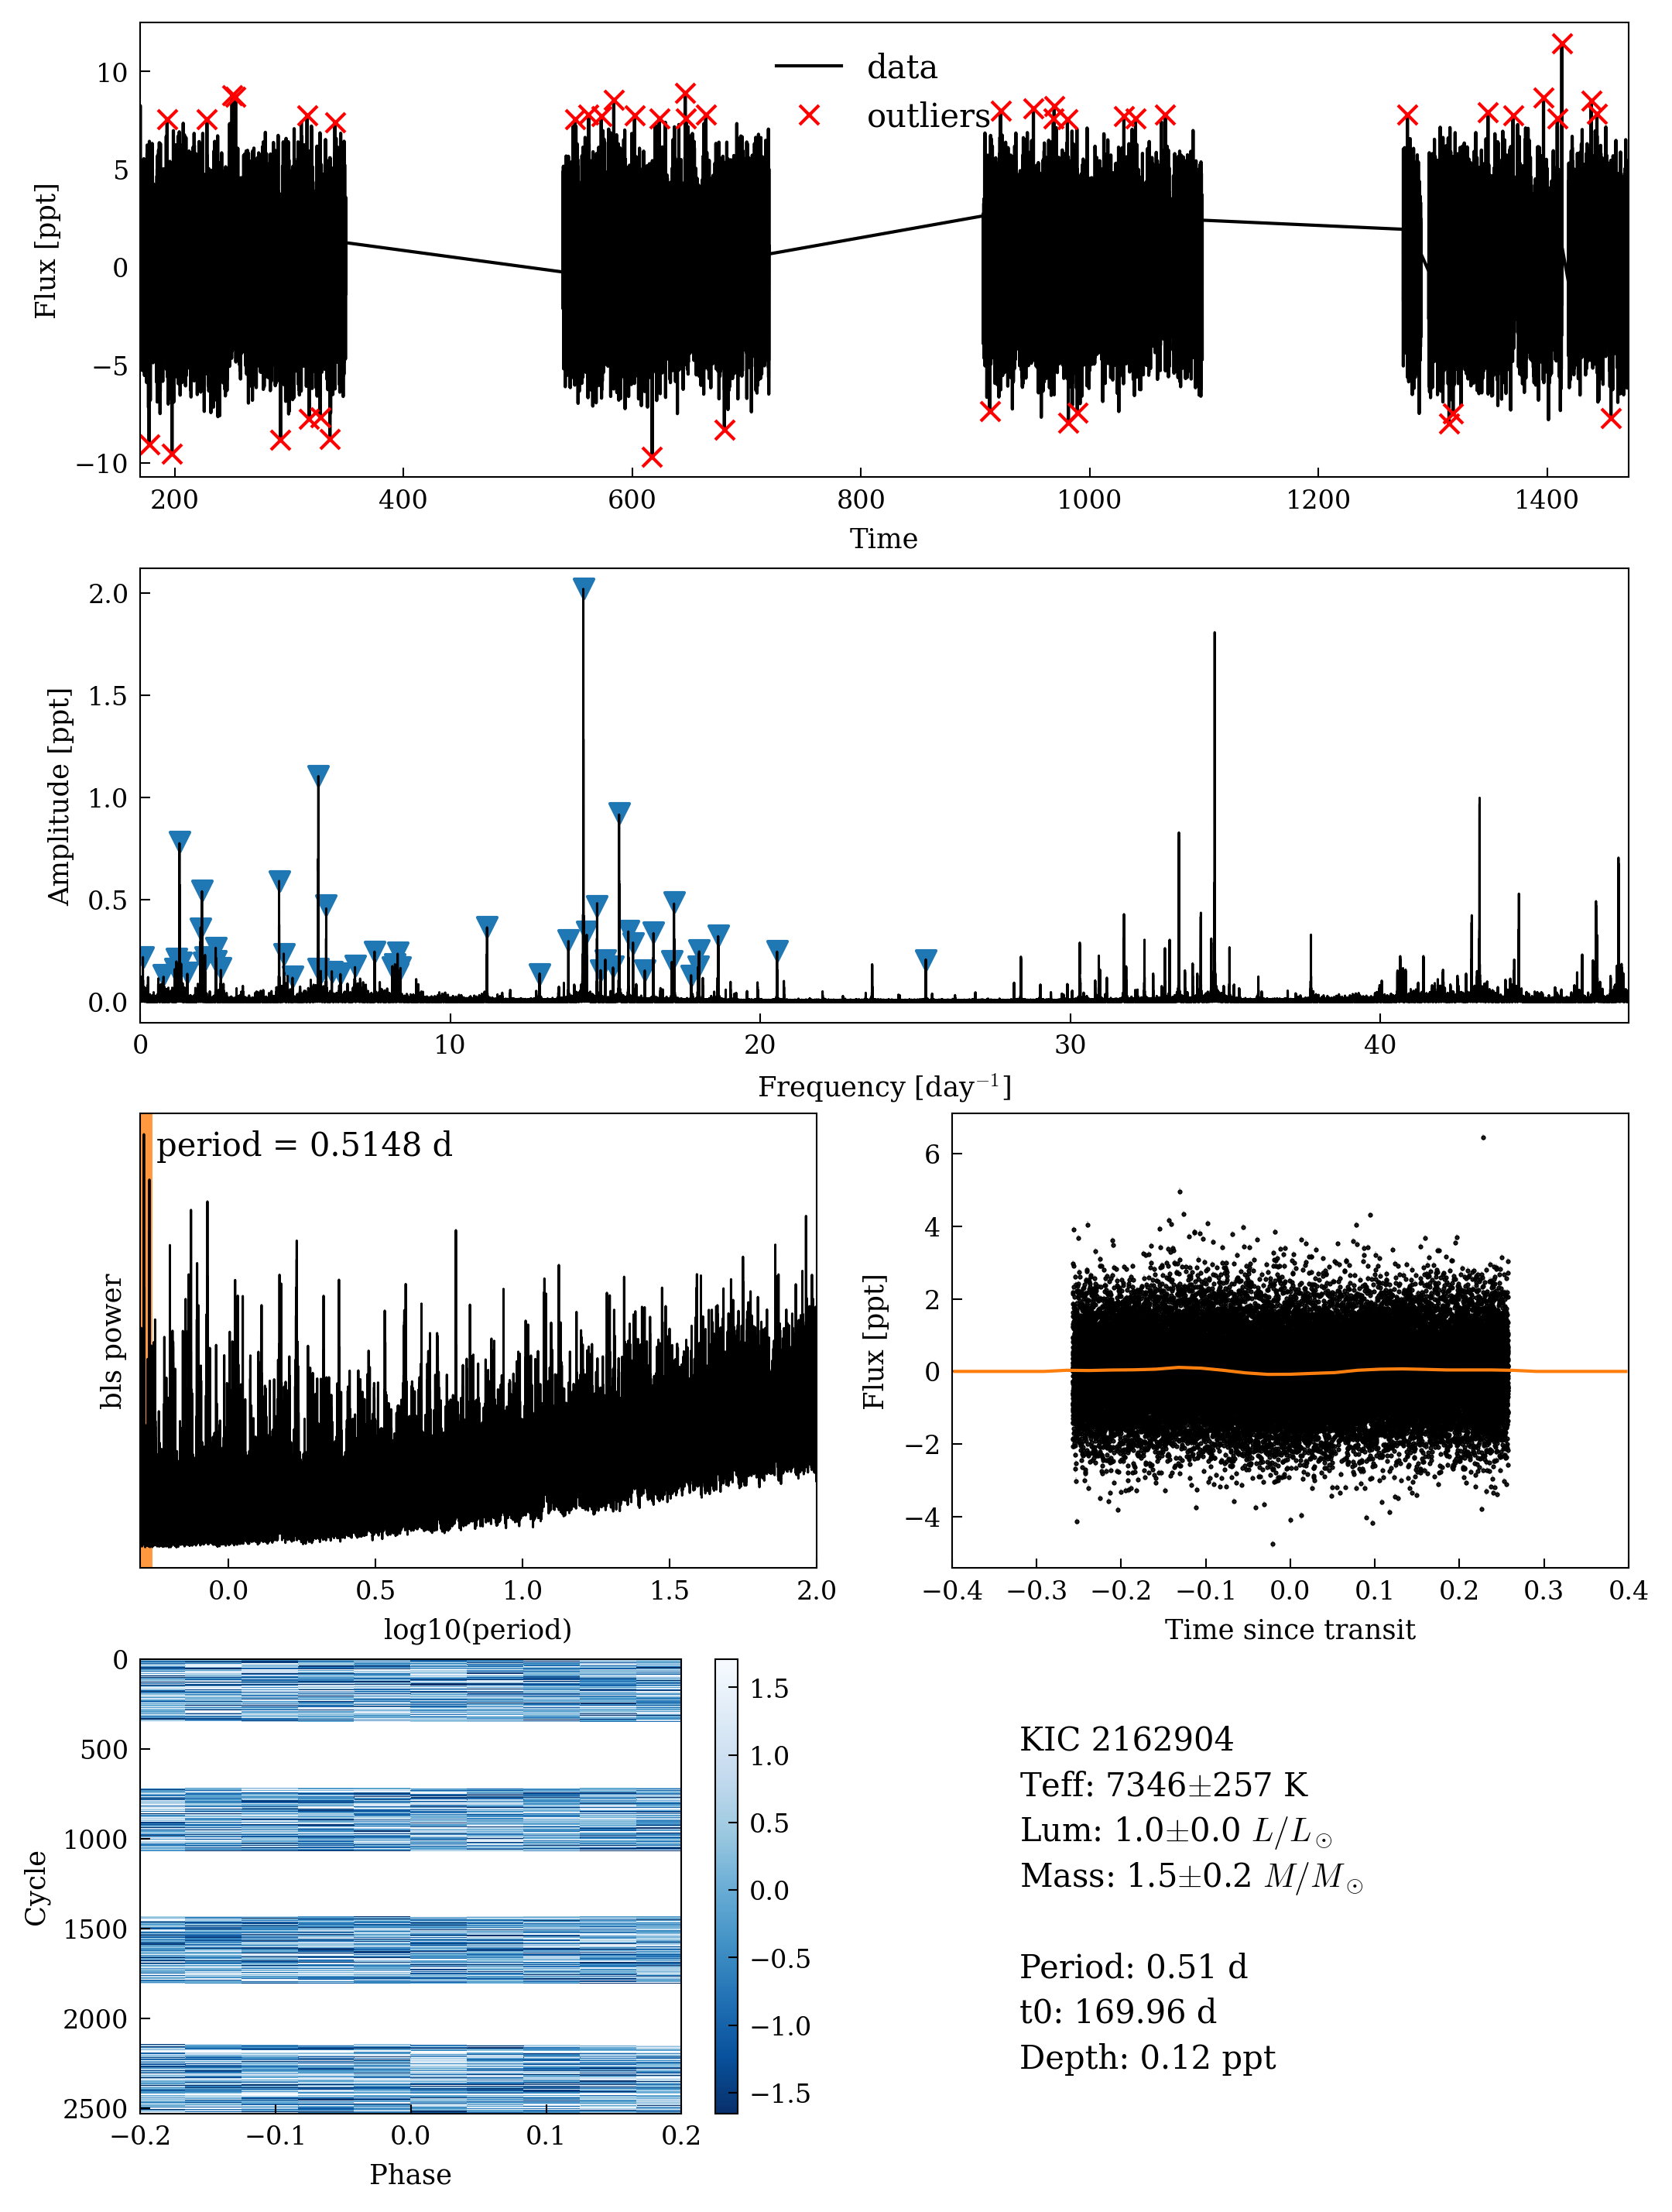 data
outliers
10
5
0
−5
−10
Flux [ppt]
200 400 600 800 1000 1200 1400
Time
2.0
1.5
1.0
0.5
0.0
Amplitude [ppt]
0 10 20 30 40
Frequency [day⁻¹]
period = 0.5148 d
bls power
0.0 0.5 1.0 1.5 2.0
log10(period)
6
4
2
0
−2
−4
Flux [ppt]
−0.4 −0.3 −0.2 −0.1 0.0 0.1 0.2 0.3 0.4
Time since transit
0
500
1000
1500
2000
2500
Cycle
−0.2 −0.1 0.0 0.1 0.2
Phase
1.5
1.0
0.5
0.0
−0.5
−1.0
−1.5
KIC 2162904
Teff: 7346±257 K
Lum: 1.0±0.0 L/L⊙
Mass: 1.5±0.2 M/M⊙
Period: 0.51 d
t0: 169.96 d
Depth: 0.12 ppt